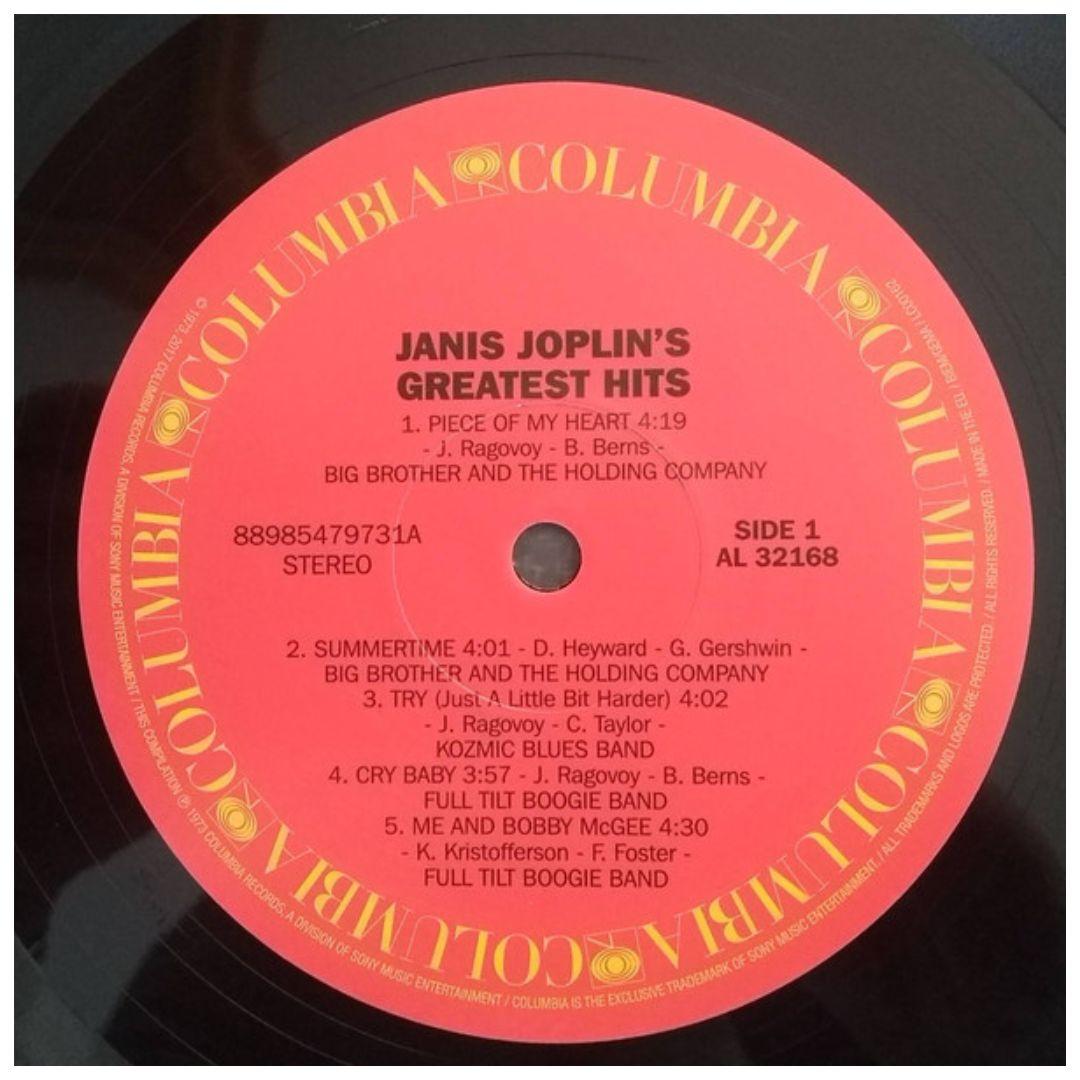 COLUMBIA COLUMBIA COLUMBIA COLUMBIA COLUMBIA COLUMBIA COLUMBIA
JANIS JOPLIN'S
GREATEST HITS
1. PIECE OF MY HEART 4:19
- J. Ragovoy - B. Berns -
BIG BROTHER AND THE HOLDING COMPANY
88985479731A
STEREO
SIDE 1
AL 32168
2. SUMMERTIME 4:01 - D. Heyward - G. Gershwin -
BIG BROTHER AND THE HOLDING COMPANY
3. TRY (Just A Little Bit Harder) 4:02
- J. Ragovoy - C. Taylor -
KOZMIC BLUES BAND
4. CRY BABY 3:57 - J. Ragovoy - B. Berns -
FULL TILT BOOGIE BAND
5. ME AND BOBBY McGEE 4:30
- K. Kristofferson - F. Foster -
FULL TILT BOOGIE BAND
© 1973, 2017 COLUMBIA RECORDS, A DIVISION OF SONY MUSIC ENTERTAINMENT / THIS COMPILATION ℗ 1973 COLUMBIA RECORDS, A DIVISION OF SONY MUSIC ENTERTAINMENT / COLUMBIA IS THE EXCLUSIVE TRADEMARK OF SONY MUSIC ENTERTAINMENT. / ALL TRADEMARKS AND LOGOS ARE PROTECTED. / ALL RIGHTS RESERVED. / MADE IN THE EU / BIEM/GEMA / LC00162